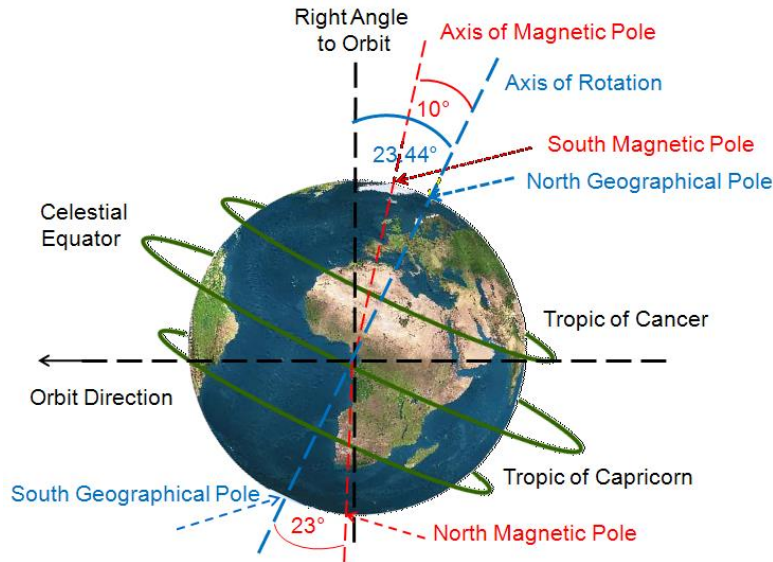 Right Angle
to Orbit
Axis of Magnetic Pole
10°
Axis of Rotation
23,44°
South Magnetic Pole
North Geographical Pole
Celestial
Equator
Tropic of Cancer
Orbit Direction
Tropic of Capricorn
South Geographical Pole
23°
North Magnetic Pole